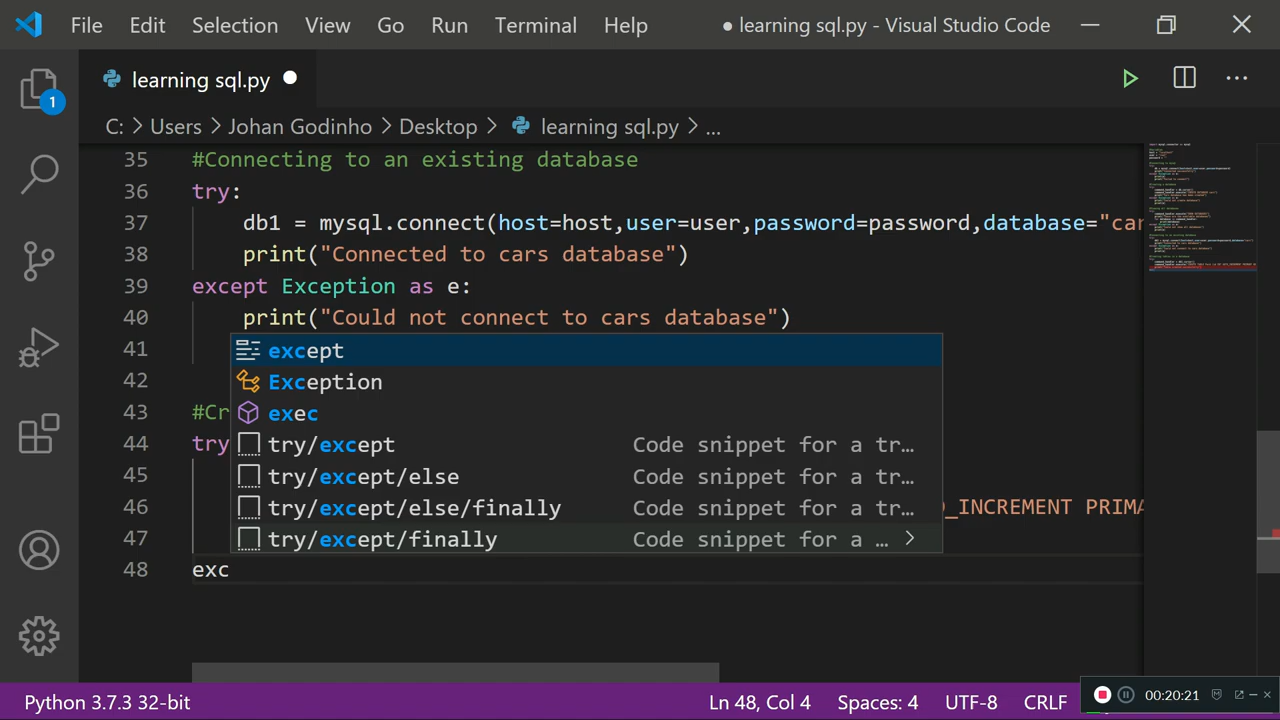 File Edit Selection View Go Run Terminal Help ● learning sql.py - Visual Studio Code
learning sql.py
1
C: > Users > Johan Godinho > Desktop > learning sql.py > ...
35 #Connecting to an existing database
36 try:
37 db1 = mysql.connect(host=host,user=user,password=password,database="car
38 print("Connected to cars database")
39 except Exception as e:
40 print("Could not connect to cars database")
41 except
42 Exception
43 #Cr exec
44 try try/except Code snippet for a tr…
45 try/except/else Code snippet for a tr…
46 try/except/else/finally Code snippet for a tr… D_INCREMENT PRIMA
47 try/except/finally Code snippet for a …
48 exc
Python 3.7.3 32-bit Ln 48, Col 4 Spaces: 4 UTF-8 CRLF 00:20:21